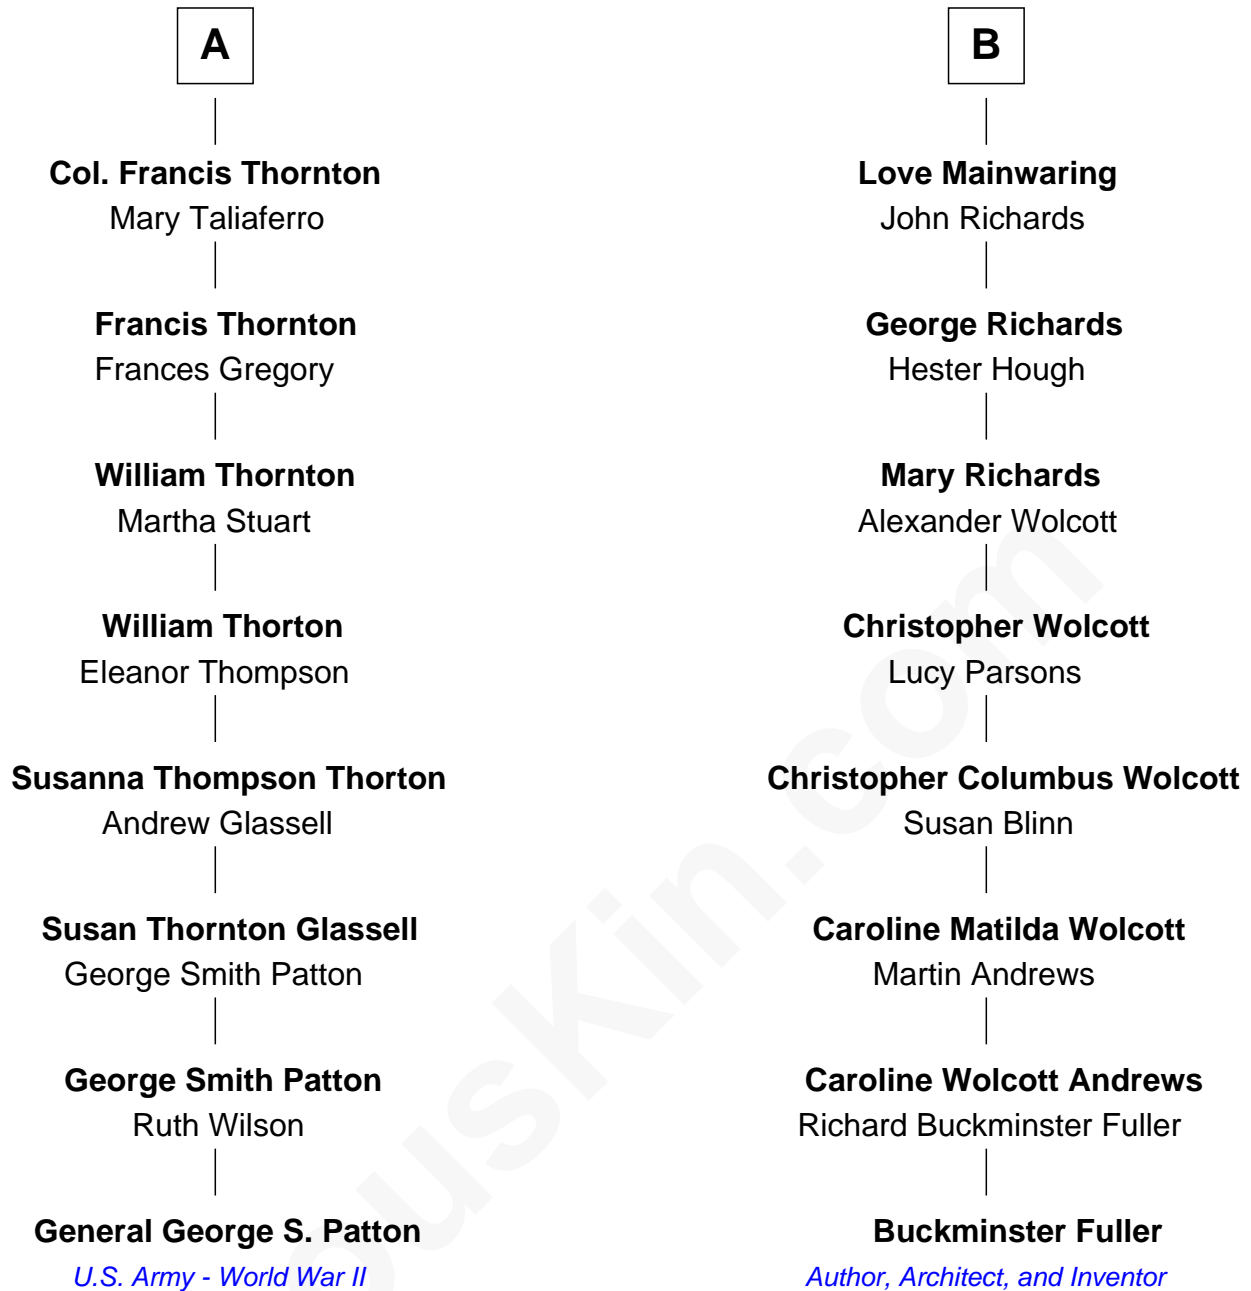 A
Col. Francis Thornton
Mary Taliaferro
Francis Thornton
Frances Gregory
William Thornton
Martha Stuart
William Thorton
Eleanor Thompson
Susanna Thompson Thorton
Andrew Glassell
Susan Thornton Glassell
George Smith Patton
George Smith Patton
Ruth Wilson
General George S. Patton
U.S. Army - World War II
B
Love Mainwaring
John Richards
George Richards
Hester Hough
Mary Richards
Alexander Wolcott
Christopher Wolcott
Lucy Parsons
Christopher Columbus Wolcott
Susan Blinn
Caroline Matilda Wolcott
Martin Andrews
Caroline Wolcott Andrews
Richard Buckminster Fuller
Buckminster Fuller
Author, Architect, and Inventor
ousKin.com